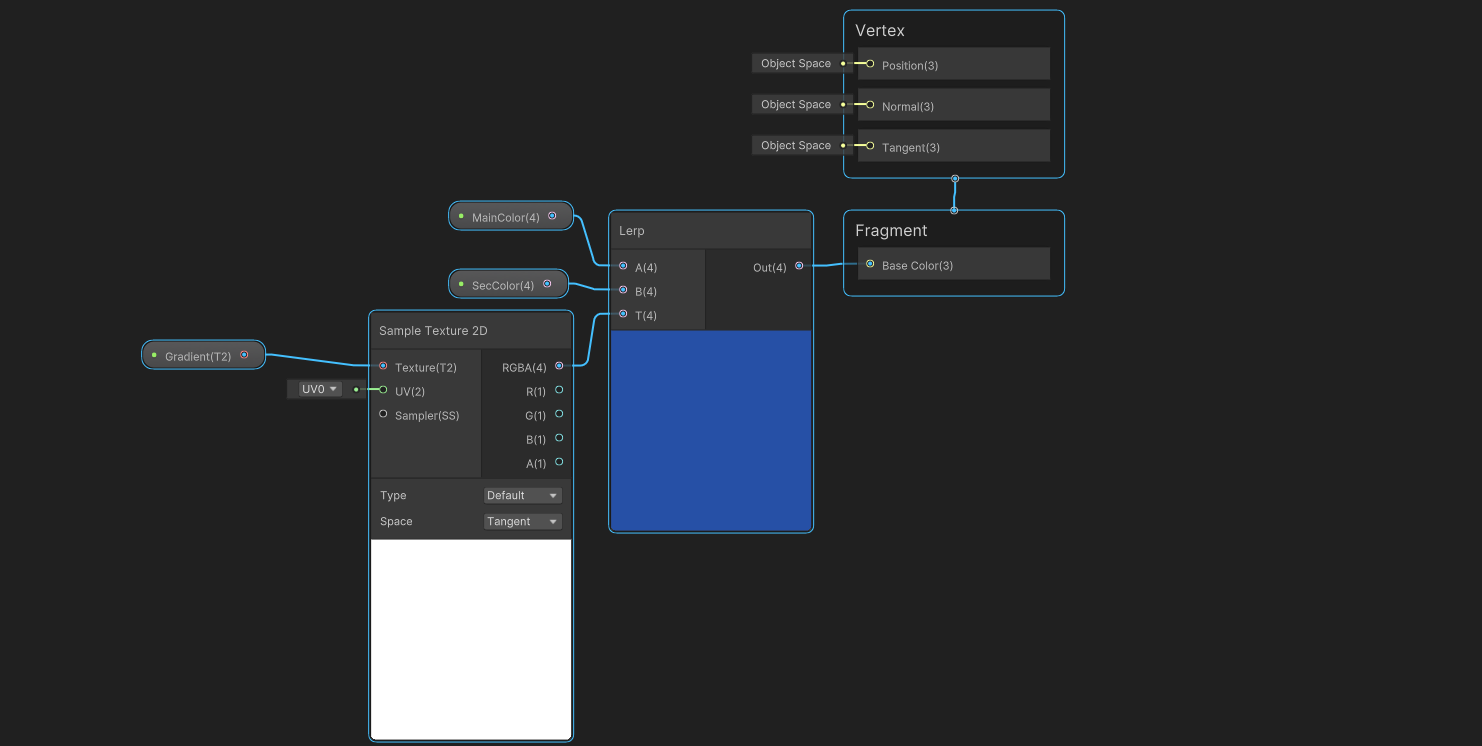 Vertex
Object Space
Position(3)
Object Space
Normal(3)
Object Space
Tangent(3)
MainColor(4)
SecColor(4)
Lerp
A(4)
Out(4)
B(4)
T(4)
Fragment
Base Color(3)
Gradient(T2)
Sample Texture 2D
Texture(T2)
RGBA(4)
UV0
UV(2)
R(1)
Sampler(SS)
G(1)
B(1)
A(1)
Type
Default
Space
Tangent